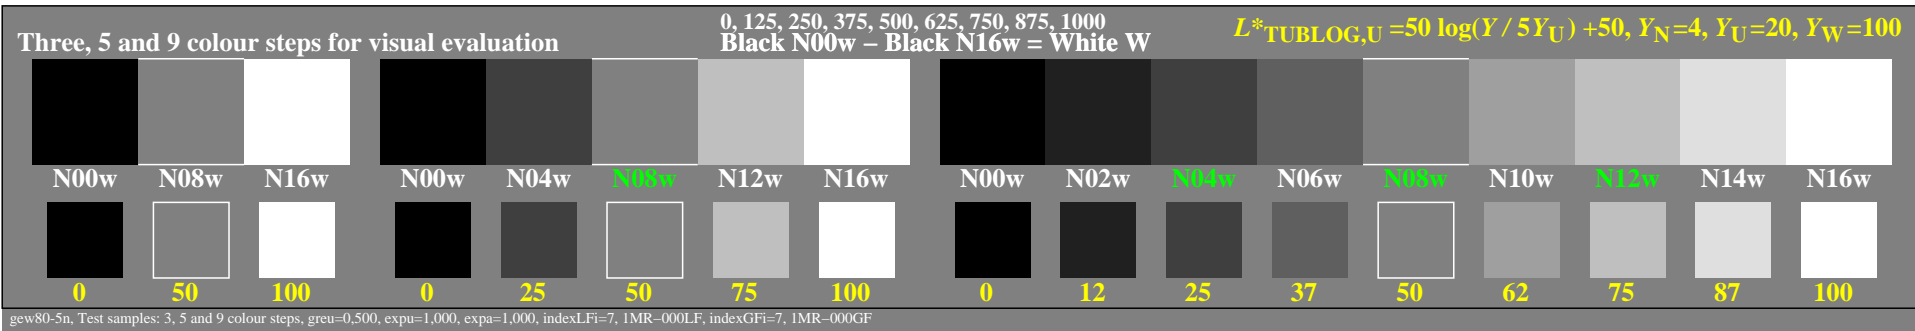 Three, 5 and 9 colour steps for visual evaluation
0, 125, 250, 375, 500, 625, 750, 875, 1000
Black N00w – Black N16w = White W
L*TUBLOG,U =50 log(Y / 5YU) +50, YN=4, YU=20, YW=100
N00w N08w N16w N00w N04w N08w N12w N16w N00w N02w N04w N06w N08w N10w N12w N14w N16w
0 50 100 0 25 50 75 100 0 12 25 37 50 62 75 87 100
gew80-5n, Test samples: 3, 5 and 9 colour steps, greu=0,500, expu=1,000, expa=1,000, indexLFi=7, 1MR–000LF, indexGFi=7, 1MR–000GF